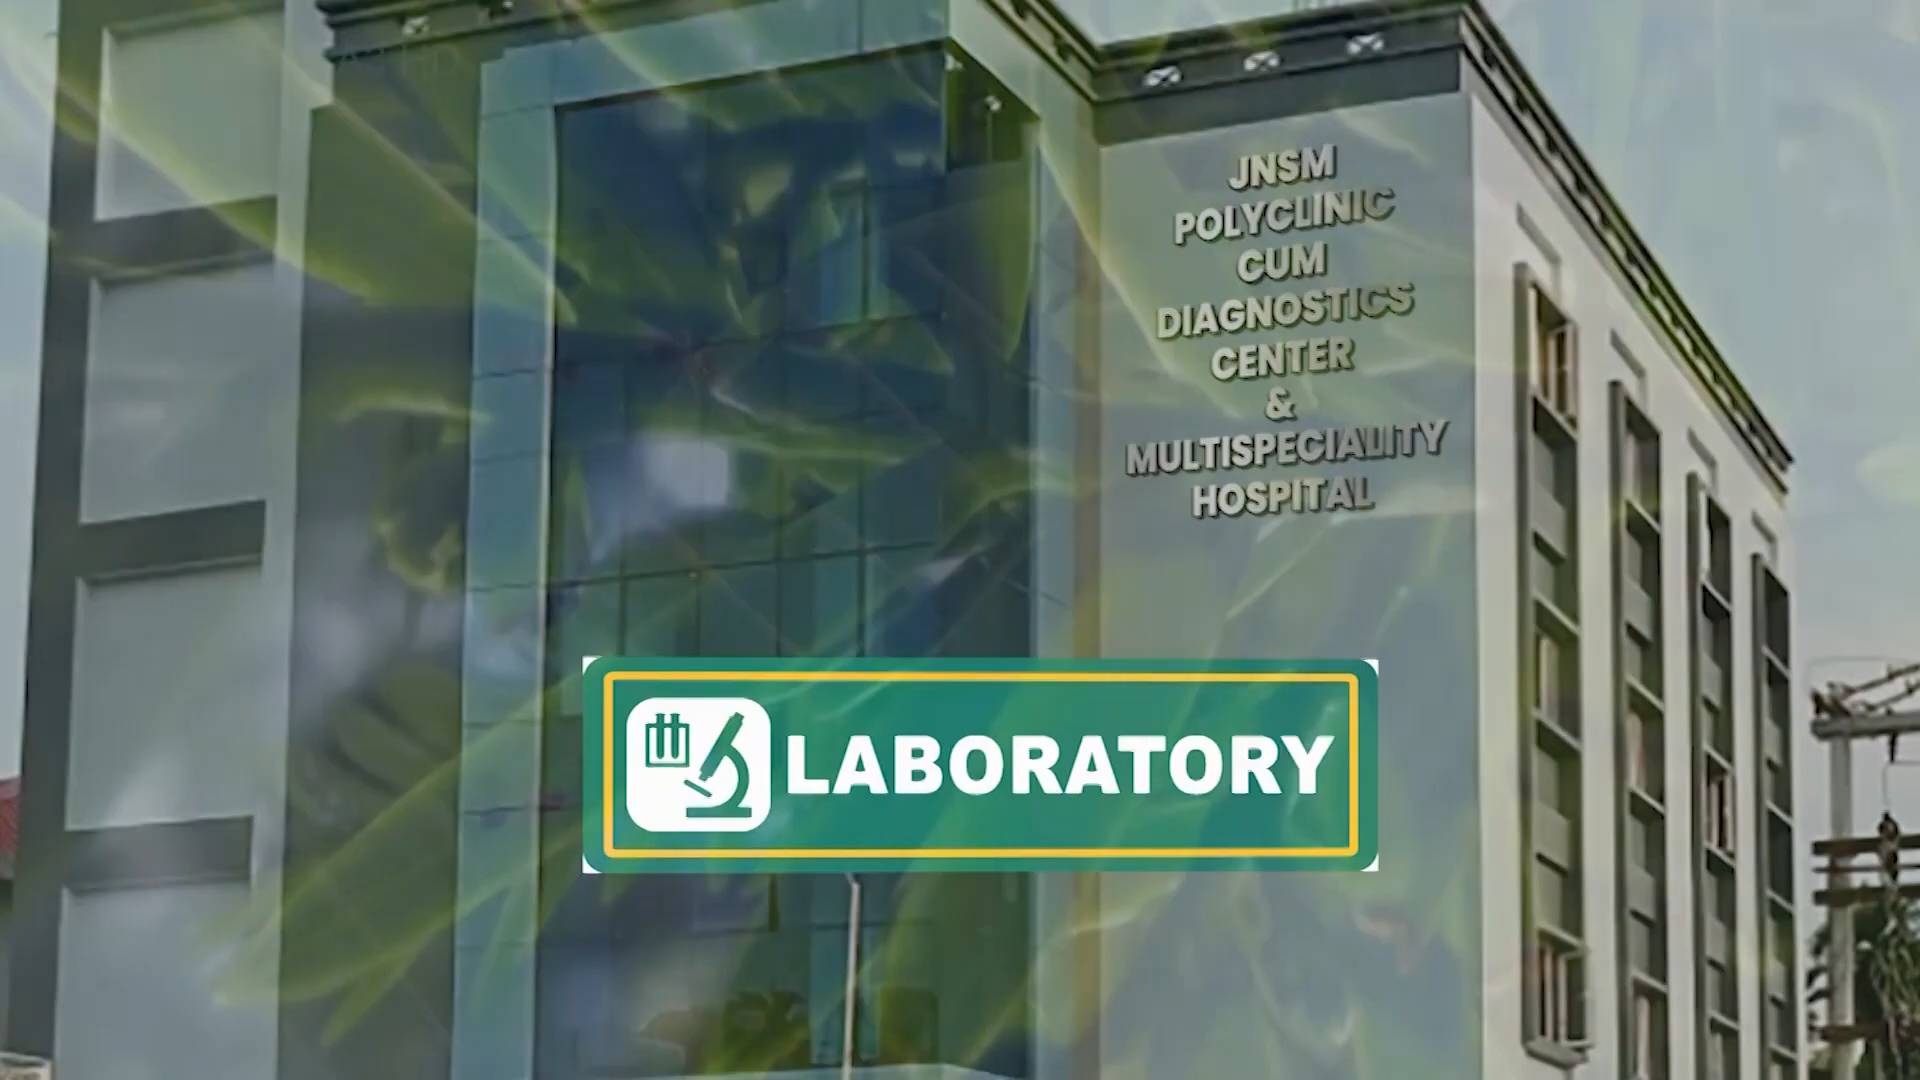 JNSM
POLYCLINIC
CUM
DIAGNOSTICS
CENTER
&
MULTISPECIALITY
HOSPITAL
LABORATORY